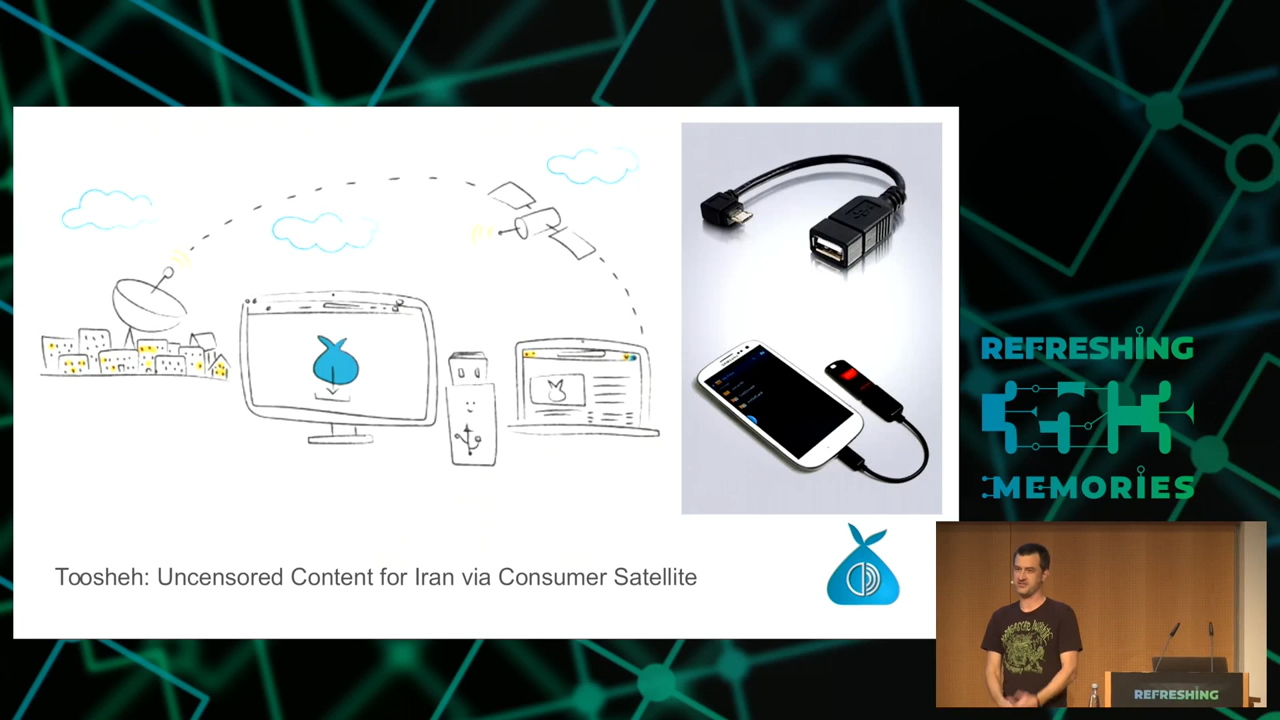 Toosheh: Uncensored Content for Iran via Consumer Satellite
REFRESHING
MEMORIES
REFRESHING